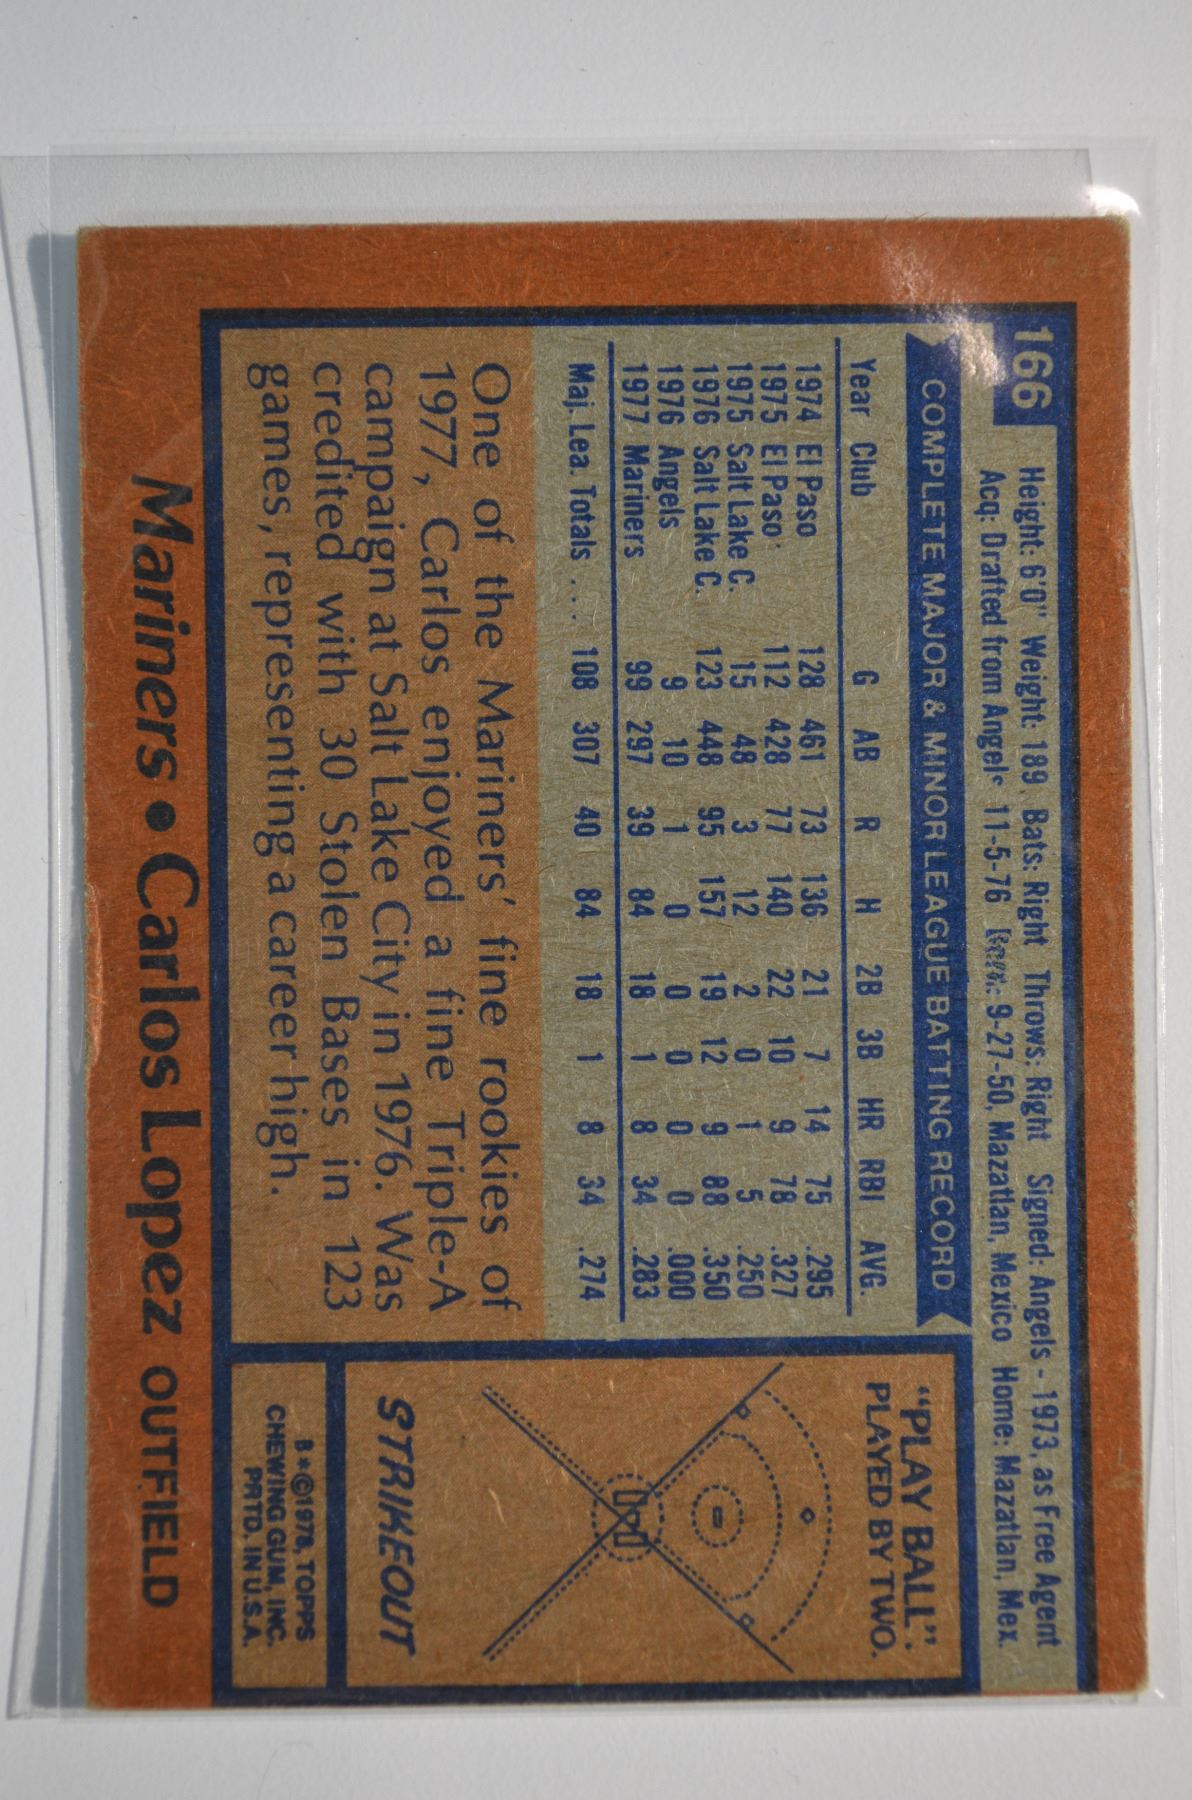 166
Height: 6'0" Weight: 189 Bats: Right Throws: Right Signed: Angels - 1973, as Free Agent
Acq: Drafted from Angels 11-5-76 Born: 9-27-50, Mazatlan, Mexico Home: Mazatlan, Mex.
COMPLETE MAJOR & MINOR LEAGUE BATTING RECORD
Year Club G AB R H 2B 3B HR RBI AVG.
1974 El Paso 128 461 73 136 21 7 14 75 .295
1975 El Paso 112 428 77 140 22 10 9 78 .327
1975 Salt Lake C. 15 48 3 12 2 0 1 5 .250
1976 Salt Lake C. 123 448 95 157 19 12 9 88 .350
1976 Angels 9 10 1 0 0 0 0 0 .000
1977 Mariners 99 297 39 84 18 1 8 34 .283
Maj. Lea. Totals .... 108 307 40 84 18 1 8 34 .274
One of the Mariners' fine rookies of
1977, Carlos enjoyed a fine Triple-A
campaign at Salt Lake City in 1976. Was
credited with 30 Stolen Bases in 123
games, representing a career high.
"PLAY BALL".
PLAYED BY TWO.
STRIKEOUT
B*©1978, TOPPS
CHEWING GUM, INC.
PRTD. IN U.S.A.
Mariners • Carlos Lopez OUTFIELD